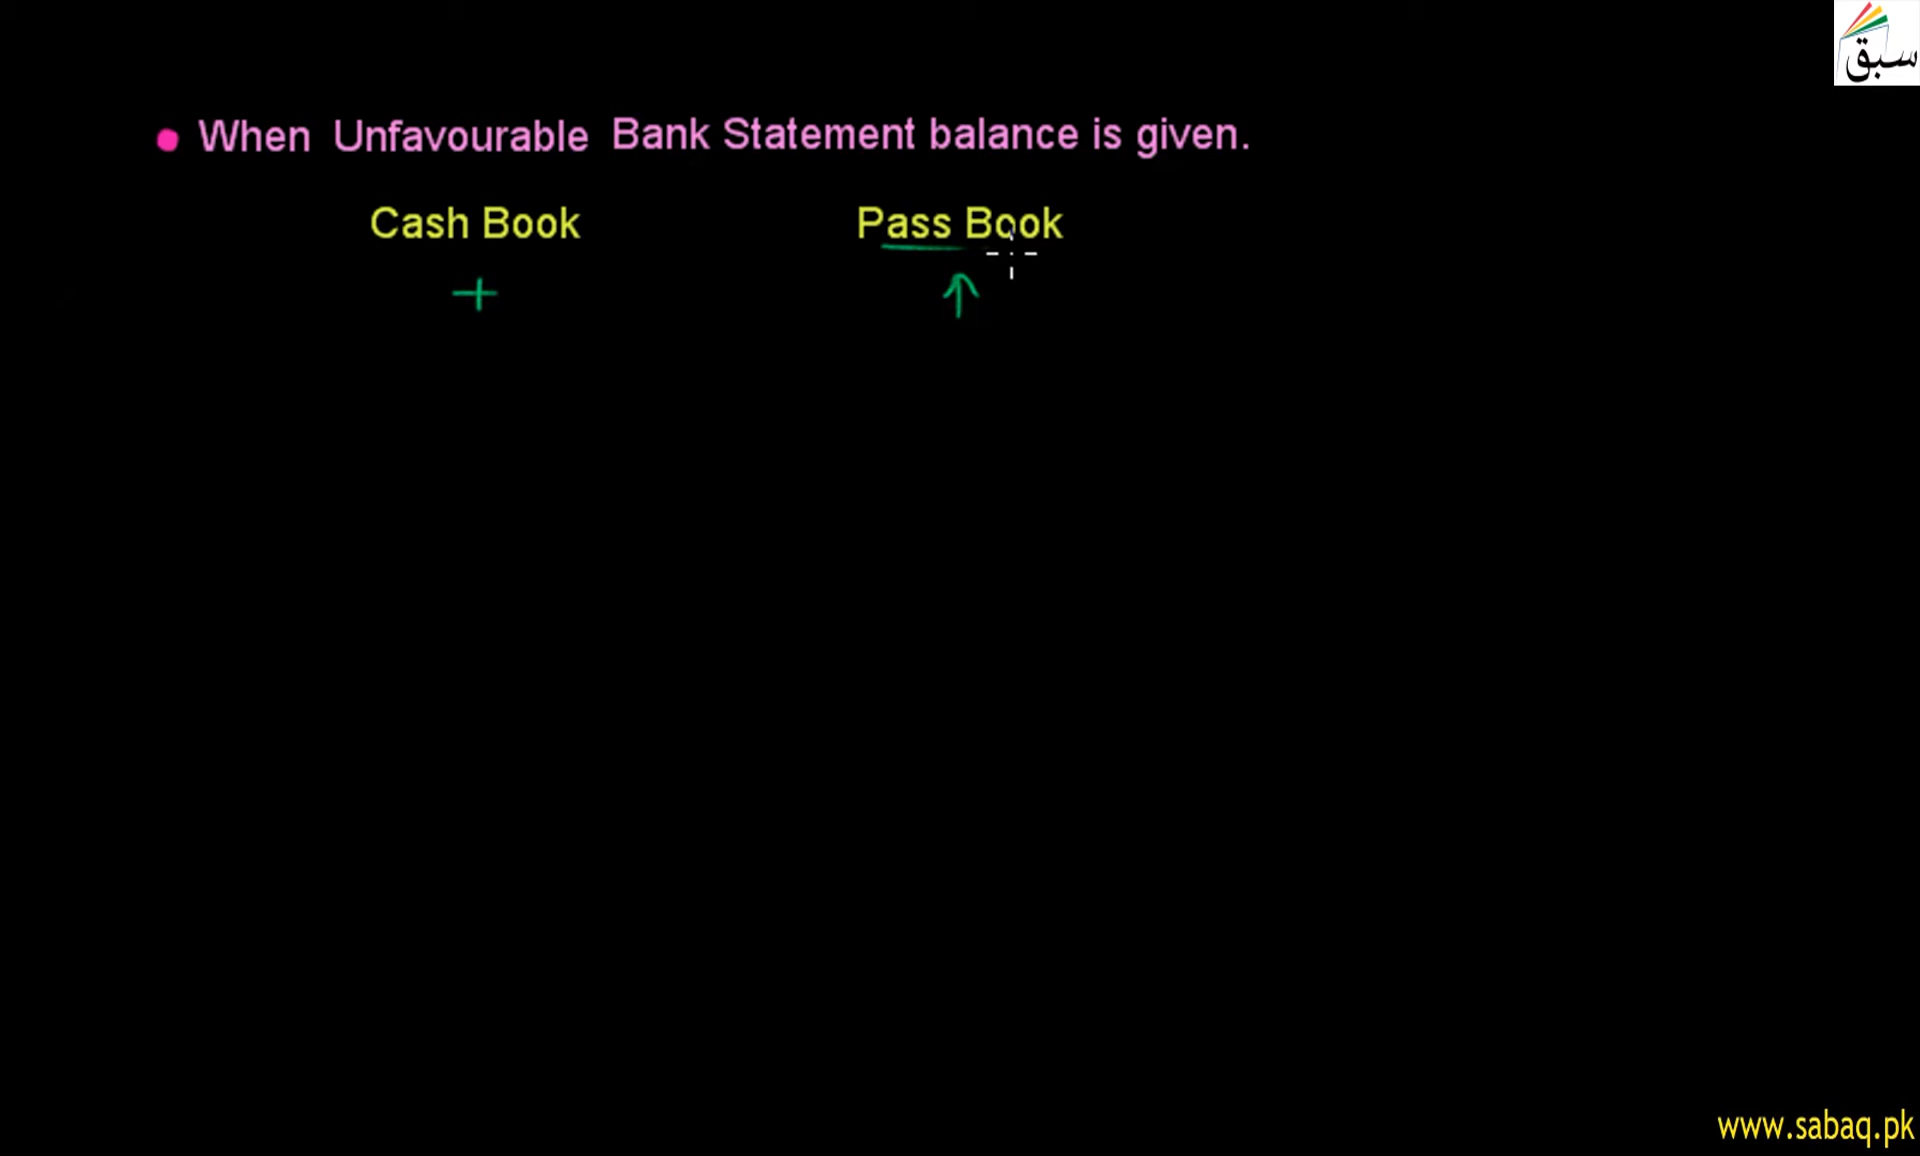 سبق
• When Unfavourable Bank Statement balance is given.
Cash Book Pass Book
+ ↑
www.sabaq.pk